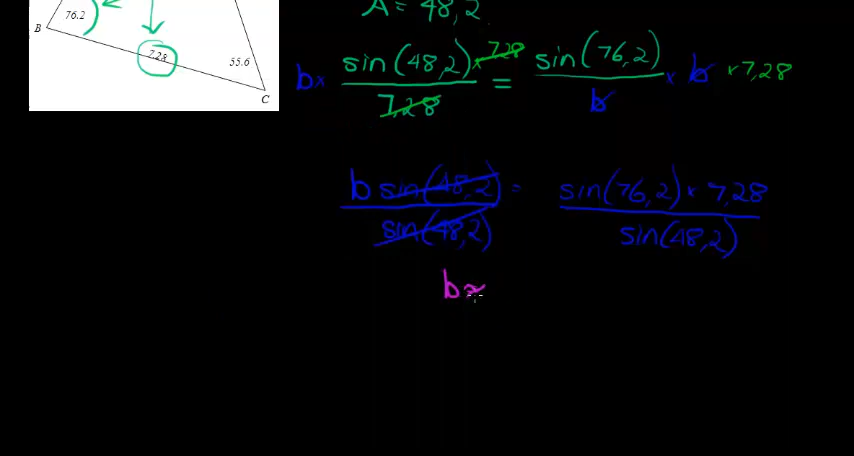 A = 48,2
76.2
B
7.28
55.6
C
b × sin(48,2) × 7,28 / 7,28 = sin(76,2) / b × b × 7,28
b sin(48,2) / sin(48,2) = sin(76,2) × 7,28 / sin(48,2)
b ≈